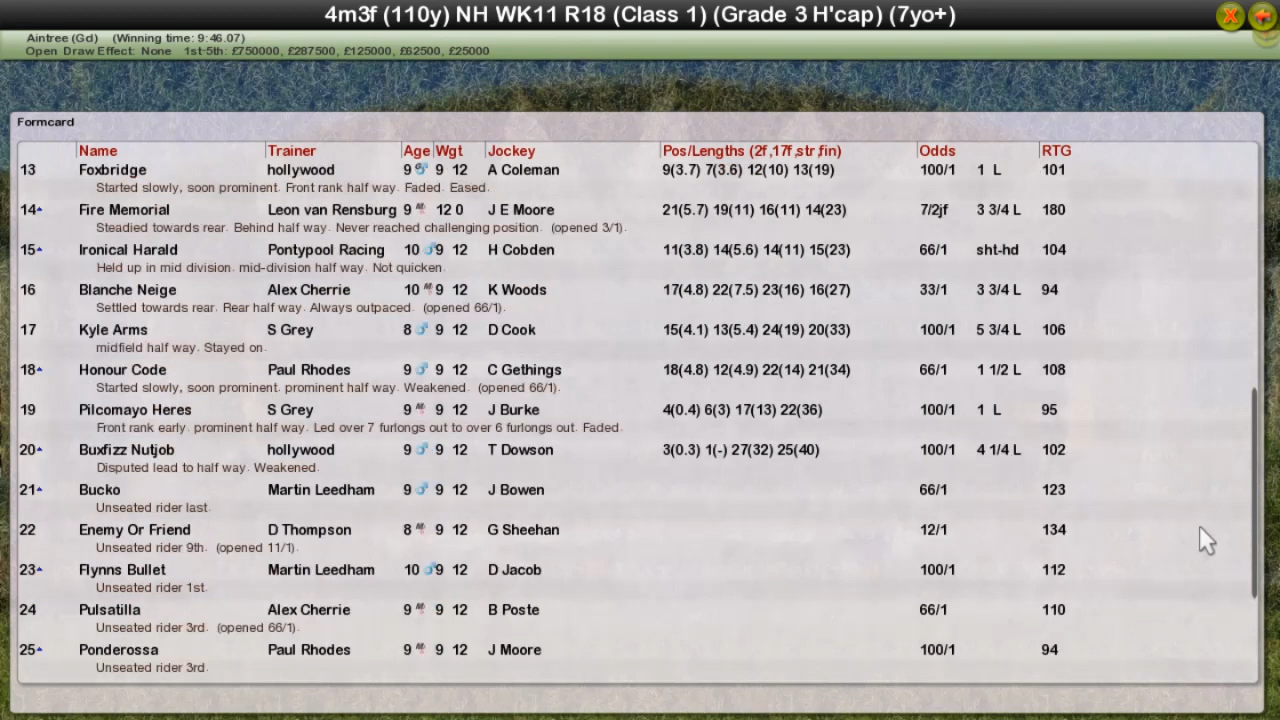 4m3f (110y) NH WK11 R18 (Class 1) (Grade 3 H'cap) (7yo+)
Aintree (Gd) (Winning time: 9:46.07)
Open Draw Effect: None 1st-5th: £750000, £287500, £125000, £62500, £25000
Formcard
Name Trainer Age Wgt Jockey Pos/Lengths (2f,17f,str,fin) Odds RTG
13 Foxbridge hollywood 9 9 12 A Coleman 9(3.7) 7(3.6) 12(10) 13(19) 100/1 1 L 101
Started slowly, soon prominent. Front rank half way. Faded. Eased.
14 Fire Memorial Leon van Rensburg 9 12 0 J E Moore 21(5.7) 19(11) 16(11) 14(23) 7/2jf 3 3/4 L 180
Steadied towards rear. Behind half way. Never reached challenging position. (opened 3/1).
15 Ironical Harald Pontypool Racing 10 9 12 H Cobden 11(3.8) 14(5.6) 14(11) 15(23) 66/1 sht-hd 104
Held up in mid division. mid-division half way. Not quicken.
16 Blanche Neige Alex Cherrie 10 9 12 K Woods 17(4.8) 22(7.5) 23(16) 16(27) 33/1 3 3/4 L 94
Settled towards rear. Rear half way. Always outpaced. (opened 66/1).
17 Kyle Arms S Grey 8 9 12 D Cook 15(4.1) 13(5.4) 24(19) 20(33) 100/1 5 3/4 L 106
midfield half way. Stayed on.
18 Honour Code Paul Rhodes 9 9 12 C Gethings 18(4.8) 12(4.9) 22(14) 21(34) 66/1 1 1/2 L 108
Started slowly, soon prominent. prominent half way. Weakened. (opened 66/1).
19 Pilcomayo Heres S Grey 9 9 12 J Burke 4(0.4) 6(3) 17(13) 22(36) 100/1 1 L 95
Front rank early. prominent half way. Led over 7 furlongs out to over 6 furlongs out. Faded.
20 Buxfizz Nutjob hollywood 9 9 12 T Dowson 3(0.3) 1(-) 27(32) 25(40) 100/1 4 1/4 L 102
Disputed lead to half way. Weakened.
21 Bucko Martin Leedham 9 9 12 J Bowen 66/1 123
Unseated rider last.
22 Enemy Or Friend D Thompson 8 9 12 G Sheehan 12/1 134
Unseated rider 9th. (opened 11/1).
23 Flynns Bullet Martin Leedham 10 9 12 D Jacob 100/1 112
Unseated rider 1st.
24 Pulsatilla Alex Cherrie 9 9 12 B Poste 66/1 110
Unseated rider 3rd. (opened 66/1).
25 Ponderossa Paul Rhodes 9 9 12 J Moore 100/1 94
Unseated rider 3rd.